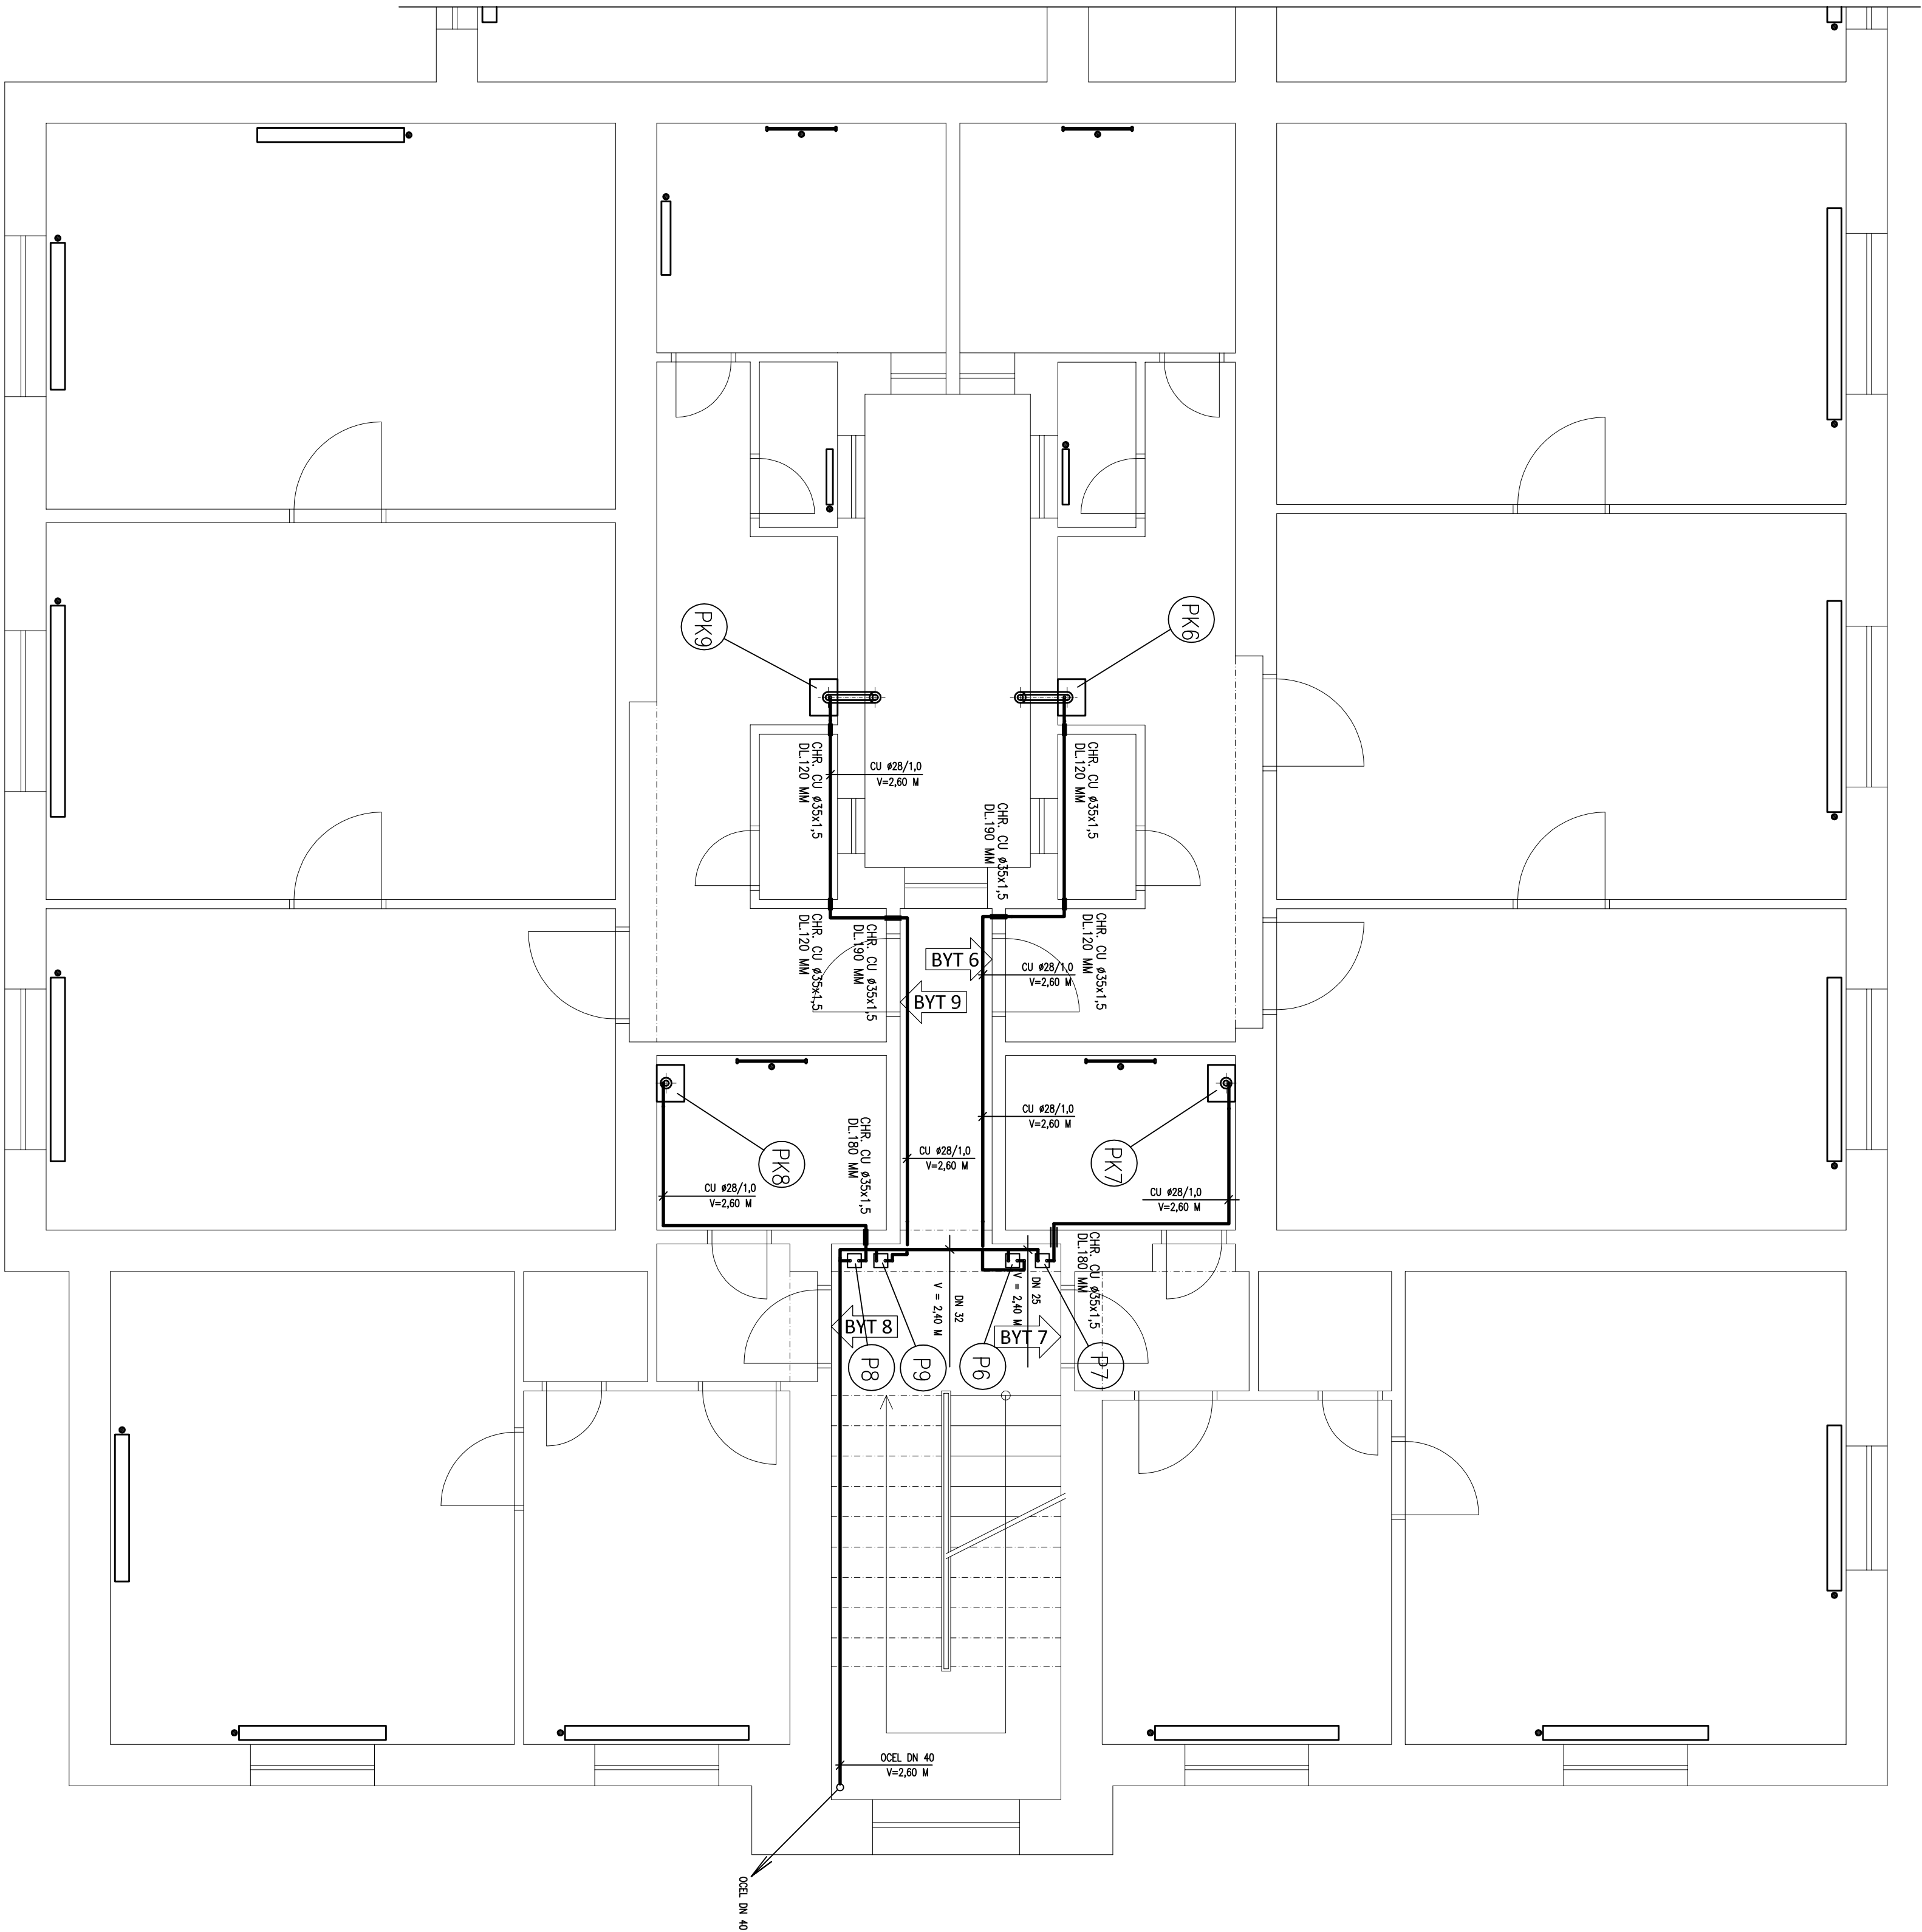 PK9
PK6
CHR. CU ø35x1,5
DL.120 MM
CU ø28/1,0
V=2,60 M
CHR. CU ø35x1,5
DL.120 MM
CHR. CU ø35x1,5
DL.190 MM
CHR. CU ø35x1,5
DL.120 MM
CHR. CU ø35x1,5
DL.190 MM
CHR. CU ø35x1,5
DL.120 MM
BYT 6
CU ø28/1,0
V=2,60 M
BYT 9
CU ø28/1,0
V=2,60 M
CHR. CU ø35x1,5
DL.180 MM
CU ø28/1,0
V=2,60 M
PK8
PK7
CU ø28/1,0
V=2,60 M
CU ø28/1,0
V=2,60 M
CHR. CU ø35x1,5
DL.180 MM
DN 32
V = 2,40 M
DN 25
V = 2,40 M
BYT 8
BYT 7
P8
P9
P6
P7
OCEL DN 40
V=2,60 M
OCEL DN 40